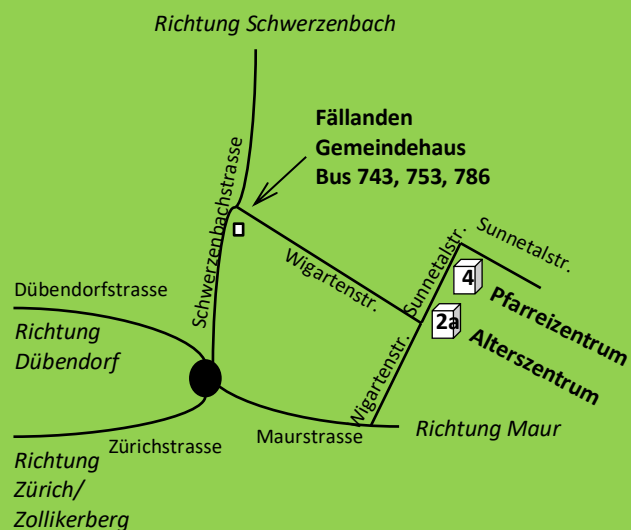 Richtung Schwerzenbach
Fällanden
Gemeindehaus
Bus 743, 753, 786
Schwerzenbachstrasse
Wigartenstr.
Sunnetalstr.
Sunnetalstr.
4
Pfarreizentrum
2a
Alterszentrum
Dübendorfstrasse
Richtung
Dübendorf
Wigartenstr.
Zürichstrasse
Maurstrasse
Richtung Maur
Richtung
Zürich/
Zollikerberg